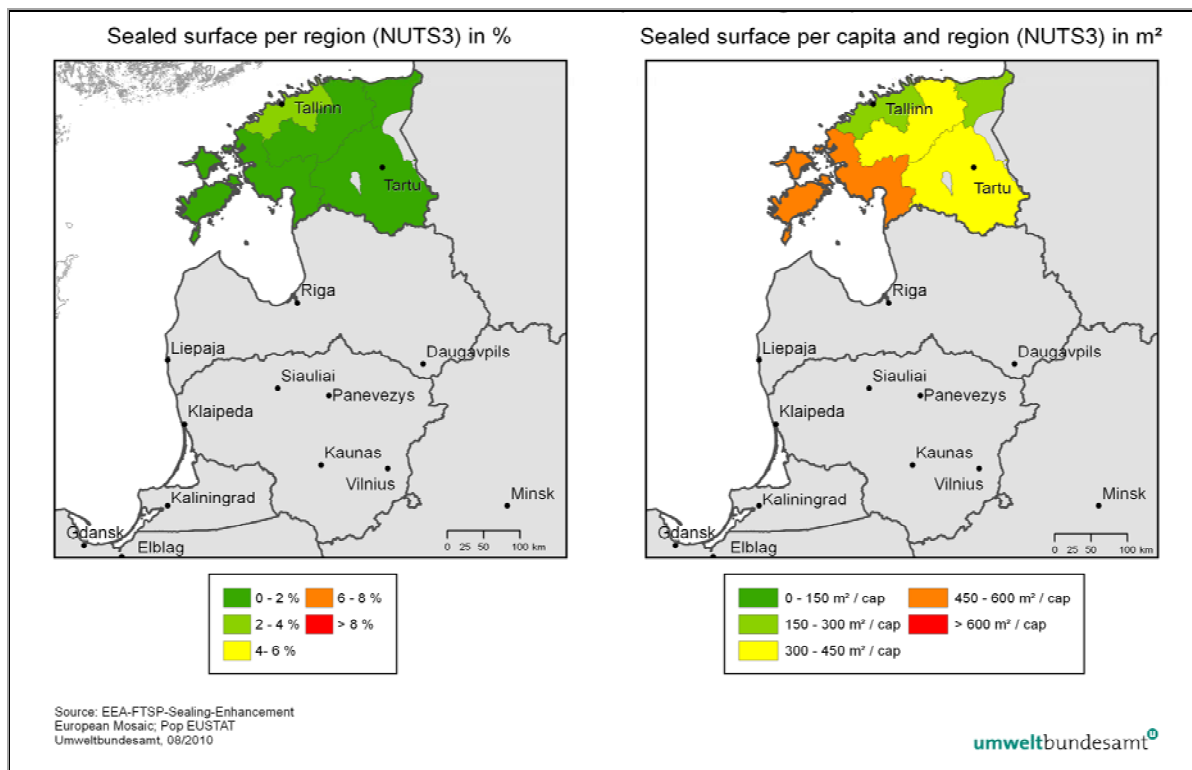 Sealed surface per region (NUTS3) in %
Tallinn
Tartu
Riga
Liepaja
Daugavpils
Siauliai
Panevezys
Klaipeda
Kaunas
Vilnius
Kaliningrad
Minsk
Gdansk
Elblag
0 25 50 100 km
0 - 2 %
6 - 8 %
2 - 4 %
> 8 %
4- 6 %
Sealed surface per capita and region (NUTS3) in m²
Tallinn
Tartu
Riga
Liepaja
Daugavpils
Siauliai
Panevezys
Klaipeda
Kaunas
Vilnius
Kaliningrad
Minsk
Gdansk
Elblag
0 25 50 100 km
0 - 150 m² / cap
450 - 600 m² / cap
150 - 300 m² / cap
> 600 m² / cap
300 - 450 m² / cap
Source: EEA-FTSP-Sealing-Enhancement
European Mosaic; Pop EUSTAT
Umweltbundesamt, 08/2010
umweltbundesamt u